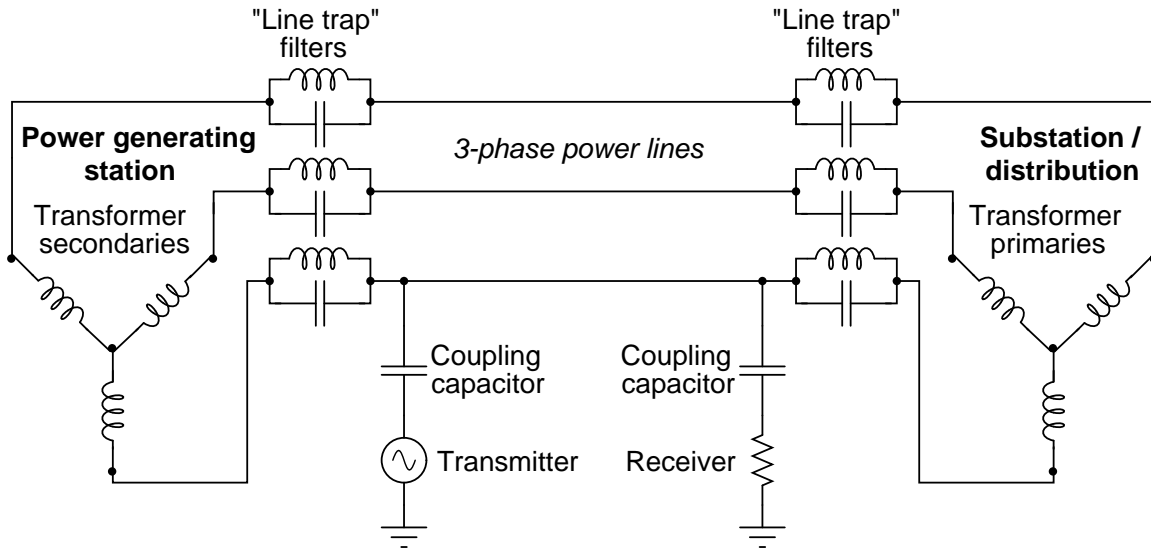 "Line trap"
filters
"Line trap"
filters
Power generating
station
3-phase power lines
Substation /
distribution
Transformer
secondaries
Transformer
primaries
Coupling
capacitor
Coupling
capacitor
Transmitter
Receiver